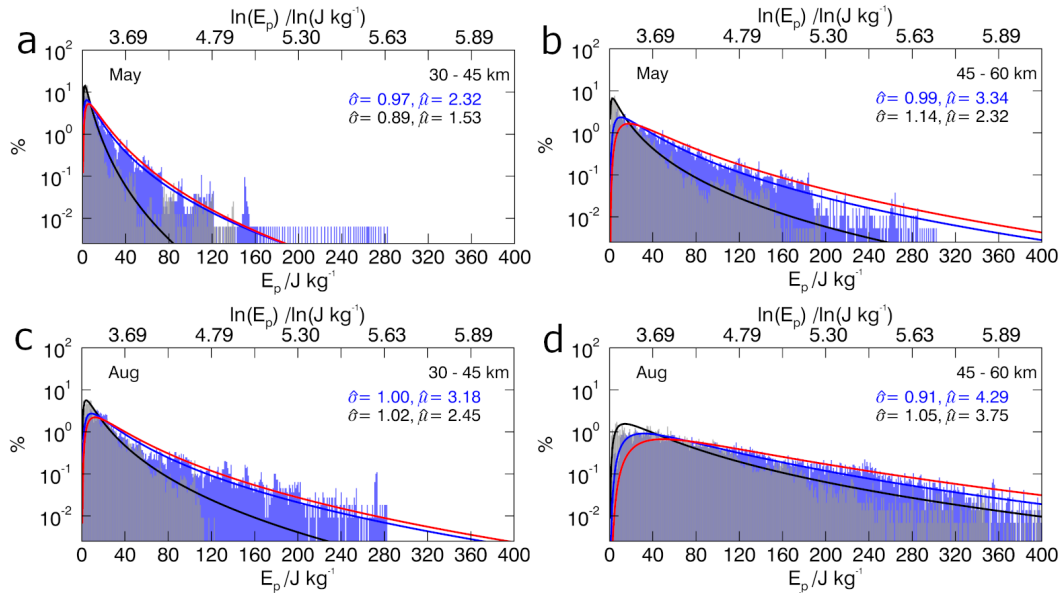 ln(E_p) /ln(J kg⁻¹)
3.69 4.79 5.30 5.63 5.89
a
10² 
May 30 - 45 km
σ̂= 0.97, μ̂= 2.32
σ̂= 0.89, μ̂= 1.53
10¹
10⁰
10⁻¹
10⁻²
%
0 40 80 120 160 200 240 280 320 360 400
E_p /J kg⁻¹
ln(E_p) /ln(J kg⁻¹)
3.69 4.79 5.30 5.63 5.89
b
10²
May 45 - 60 km
σ̂= 0.99, μ̂= 3.34
σ̂= 1.14, μ̂= 2.32
10¹
10⁰
10⁻¹
10⁻²
%
0 40 80 120 160 200 240 280 320 360 400
E_p /J kg⁻¹
ln(E_p) /ln(J kg⁻¹)
3.69 4.79 5.30 5.63 5.89
c
10²
Aug 30 - 45 km
σ̂= 1.00, μ̂= 3.18
σ̂= 1.02, μ̂= 2.45
10¹
10⁰
10⁻¹
10⁻²
%
0 40 80 120 160 200 240 280 320 360 400
E_p /J kg⁻¹
ln(E_p) /ln(J kg⁻¹)
3.69 4.79 5.30 5.63 5.89
d
10²
Aug 45 - 60 km
σ̂= 0.91, μ̂= 4.29
σ̂= 1.05, μ̂= 3.75
10¹
10⁰
10⁻¹
10⁻²
%
0 40 80 120 160 200 240 280 320 360 400
E_p /J kg⁻¹